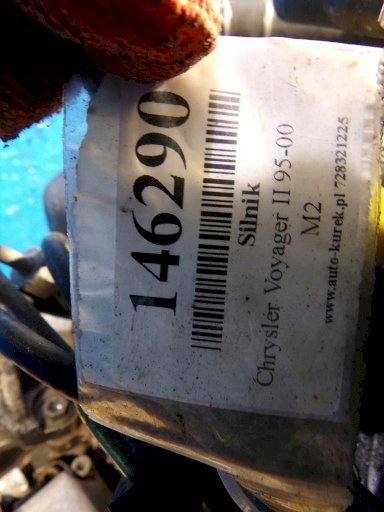 146290
Silnik
Chrysler Voyager II 95-00
M2
www.auto-kurek.pl 728321225